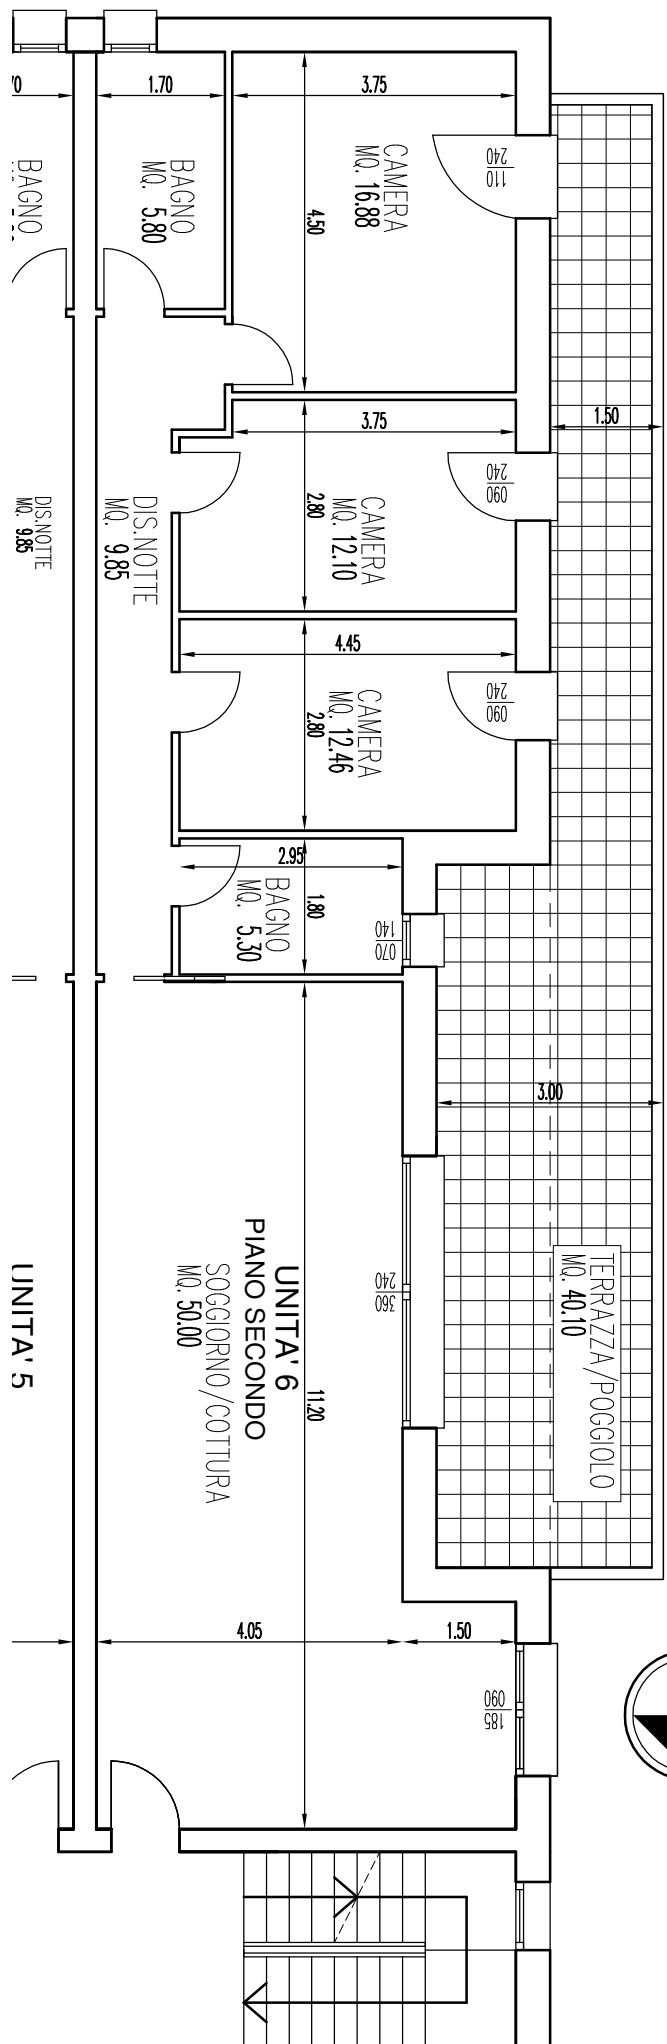 1.70
3.75
BAGNO
MQ. 5.80
BAGNO
MQ.
CAMERA
MQ. 16.88
4.50
110
240
1.50
3.75
CAMERA
MQ. 12.10
2.80
090
240
DIS.NOTTE
MQ. 9.85
DIS.NOTTE
MQ. 9.85
4.45
CAMERA
MQ. 12.46
2.80
090
240
2.95
BAGNO
MQ. 5.30
1.80
070
140
3.00
TERRAZZA/POGGIOLO
MQ. 40.10
360
240
UNITA' 6
PIANO SECONDO
SOGGIORNO/COTTURA
MQ. 50.00
11.20
UNITA' 5
4.05
1.50
185
090